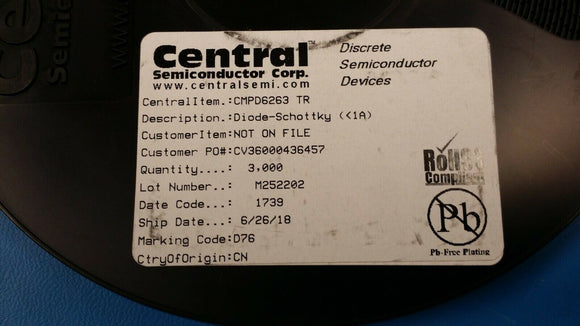 Central™
Semiconductor Corp.
www.centralsemi.com
Discrete
Semiconductor
Devices
CentralItem.:CMPD6263 TR
Description.:Diode-Schottky (<1A)
CustomerItem:NOT ON FILE
Customer PO#:CV36000436457
Quantity....: 3,000
Lot Number..: M252202
Date Code...: 1739
Ship Date...: 6/26/18
Marking Code:D76
CtryOfOrigin:CN
RoHS
Compliant
Pb
Pb-Free Plating